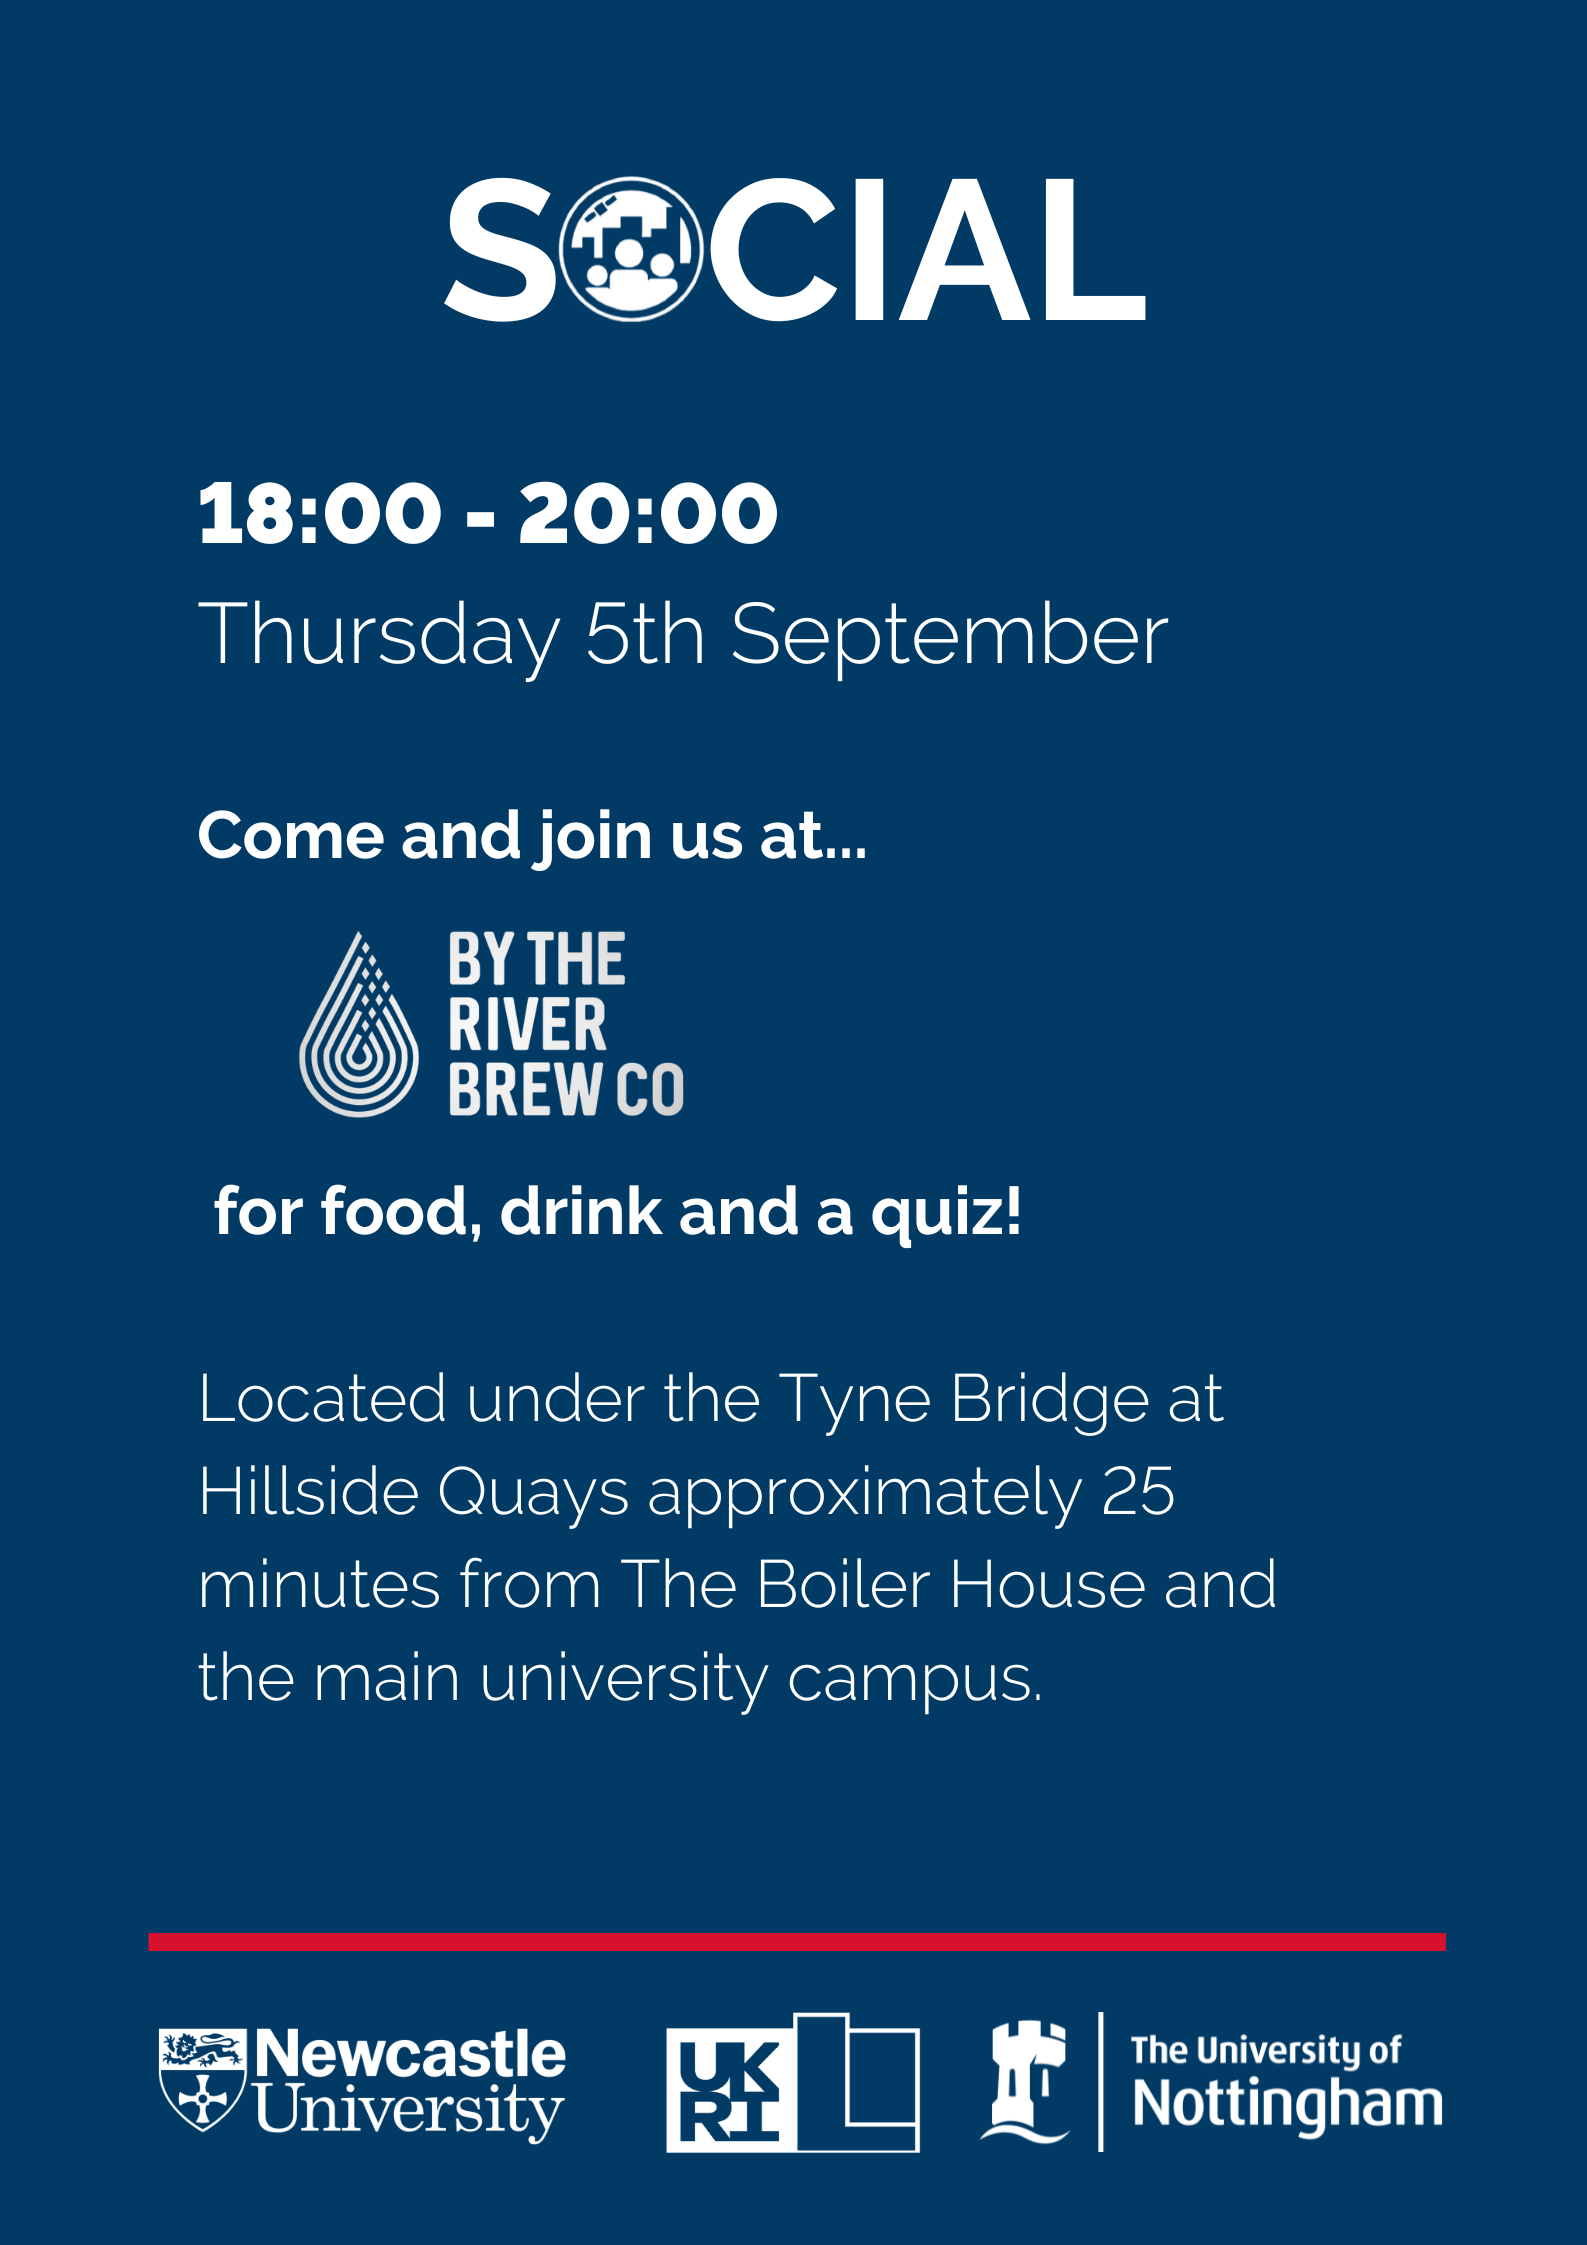 SOCIAL
18:00 - 20:00
Thursday 5th September
Come and join us at...
BY THE
RIVER
BREW CO
for food, drink and a quiz!
Located under the Tyne Bridge at
Hillside Quays approximately 25
minutes from The Boiler House and
the main university campus.
Newcastle
University
UK
RI
The University of
Nottingham